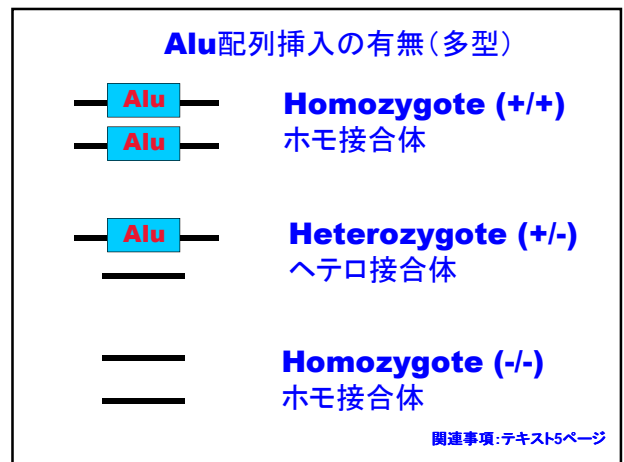 Alu配列挿入の有無（多型）
Alu
Alu
Homozygote (+/+)
ホモ接合体
Alu
Heterozygote (+/-)
ヘテロ接合体
Homozygote (-/-)
ホモ接合体
関連事項：テキスト5ページ